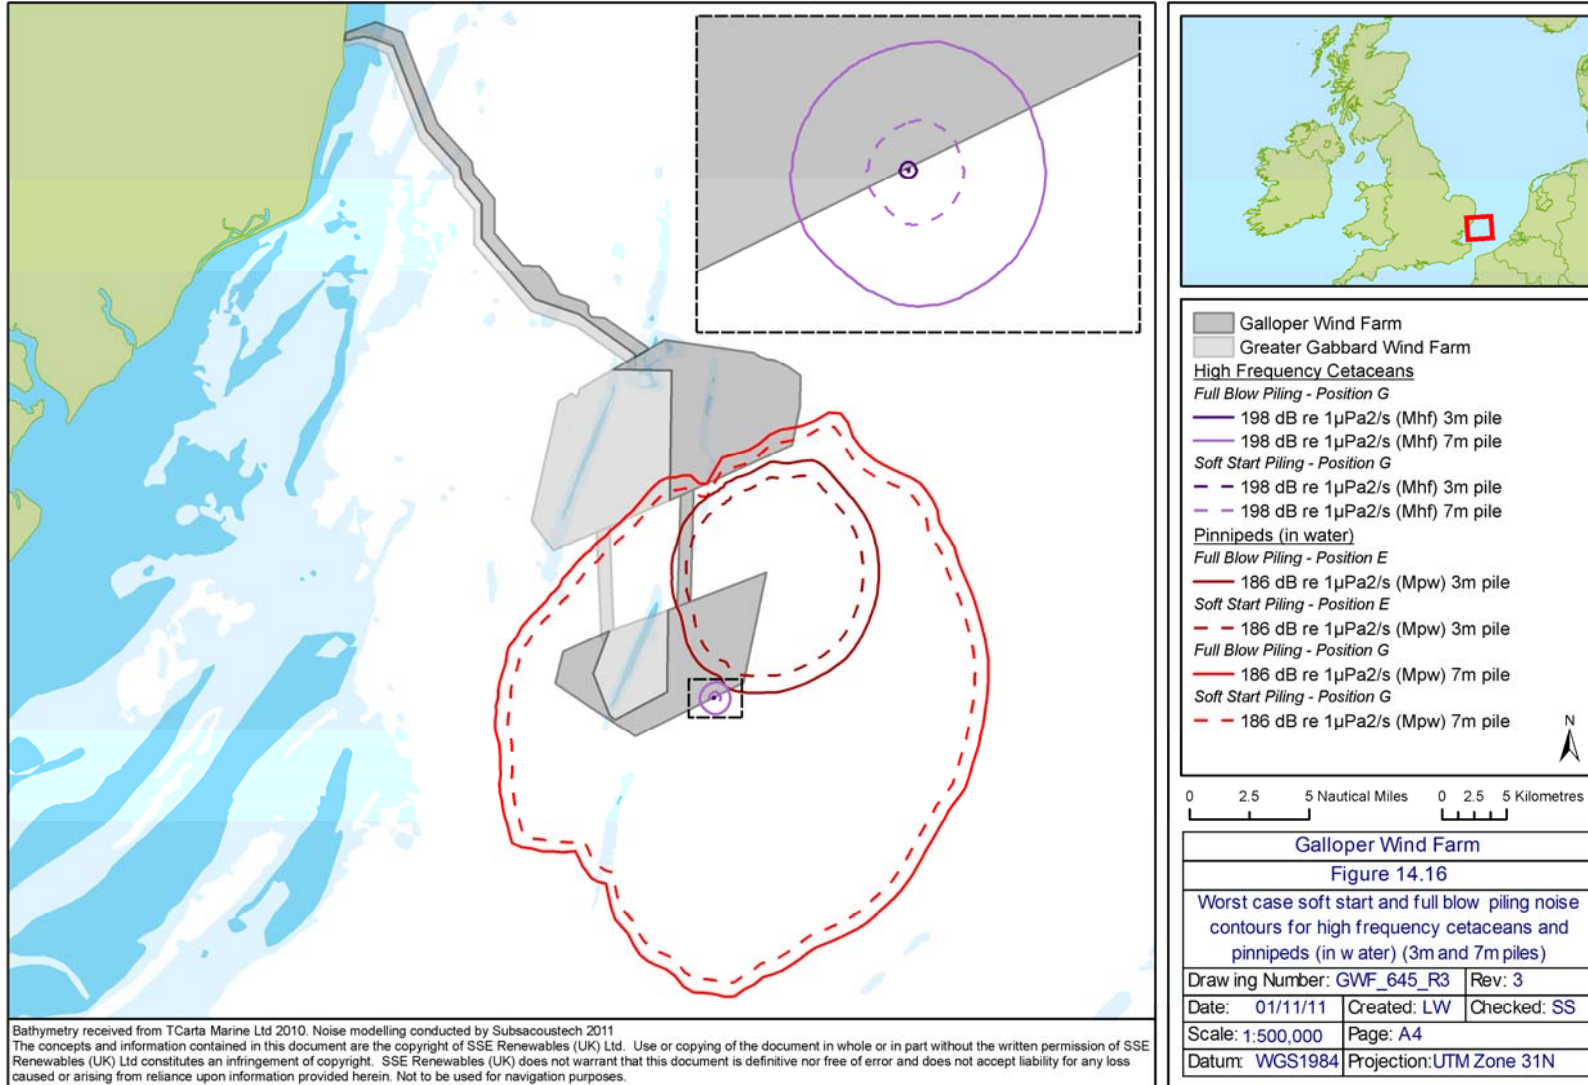 Galloper Wind Farm
Greater Gabbard Wind Farm
High Frequency Cetaceans
Full Blow Piling - Position G
198 dB re 1µPa2/s (Mhf) 3m pile
198 dB re 1µPa2/s (Mhf) 7m pile
Soft Start Piling - Position G
198 dB re 1µPa2/s (Mhf) 3m pile
198 dB re 1µPa2/s (Mhf) 7m pile
Pinnipeds (in water)
Full Blow Piling - Position E
186 dB re 1µPa2/s (Mpw) 3m pile
Soft Start Piling - Position E
186 dB re 1µPa2/s (Mpw) 3m pile
Full Blow Piling - Position G
186 dB re 1µPa2/s (Mpw) 7m pile
Soft Start Piling - Position G
186 dB re 1µPa2/s (Mpw) 7m pile
N
0 2.5 5 Nautical Miles 0 2.5 5 Kilometres
Galloper Wind Farm
Figure 14.16
Worst case soft start and full blow piling noise
contours for high frequency cetaceans and
pinnipeds (in water) (3m and 7m piles)
Drawing Number: GWF_645_R3 Rev: 3
Date: 01/11/11 Created: LW Checked: SS
Scale: 1:500,000 Page: A4
Datum: WGS1984 Projection:UTM Zone 31N
Bathymetry received from TCarta Marine Ltd 2010. Noise modelling conducted by Subsacoustech 2011
The concepts and information contained in this document are the copyright of SSE Renewables (UK) Ltd. Use or copying of the document in whole or in part without the written permission of SSE
Renewables (UK) Ltd constitutes an infringement of copyright. SSE Renewables (UK) does not warrant that this document is definitive nor free of error and does not accept liability for any loss
caused or arising from reliance upon information provided herein. Not to be used for navigation purposes.